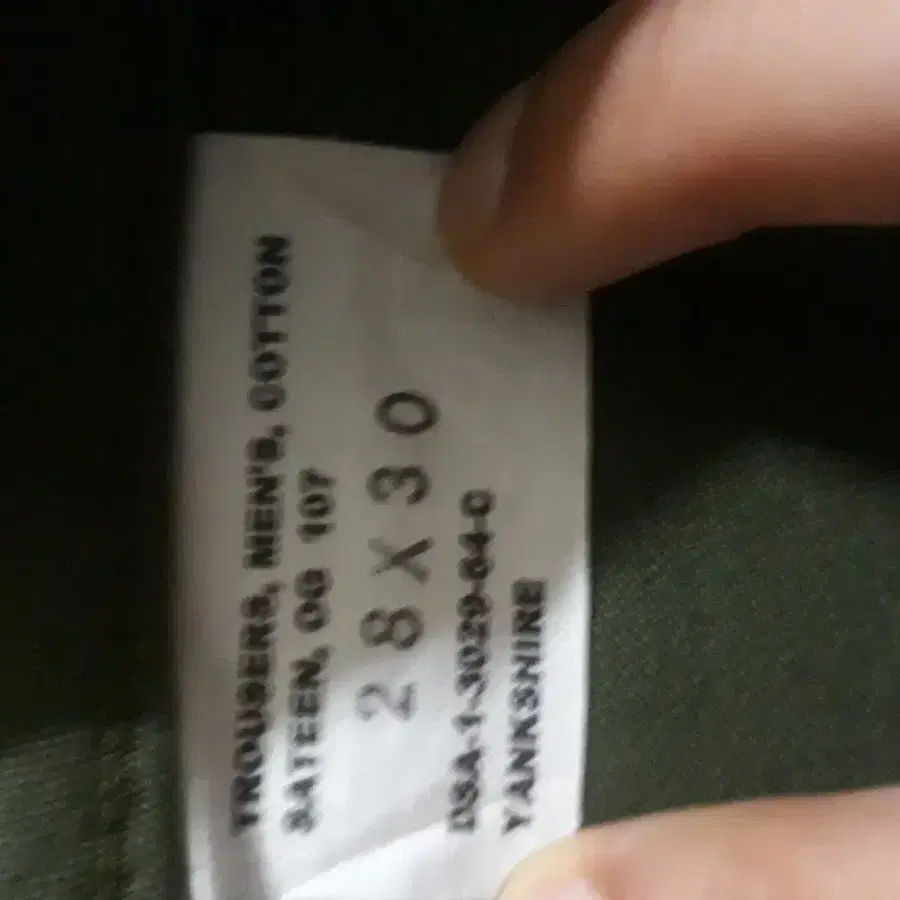 TROUSERS, MEN'S, COTTON
SATEEN, OG 107
28X30
DSA-1-3029-64-C
YANKSHIRE